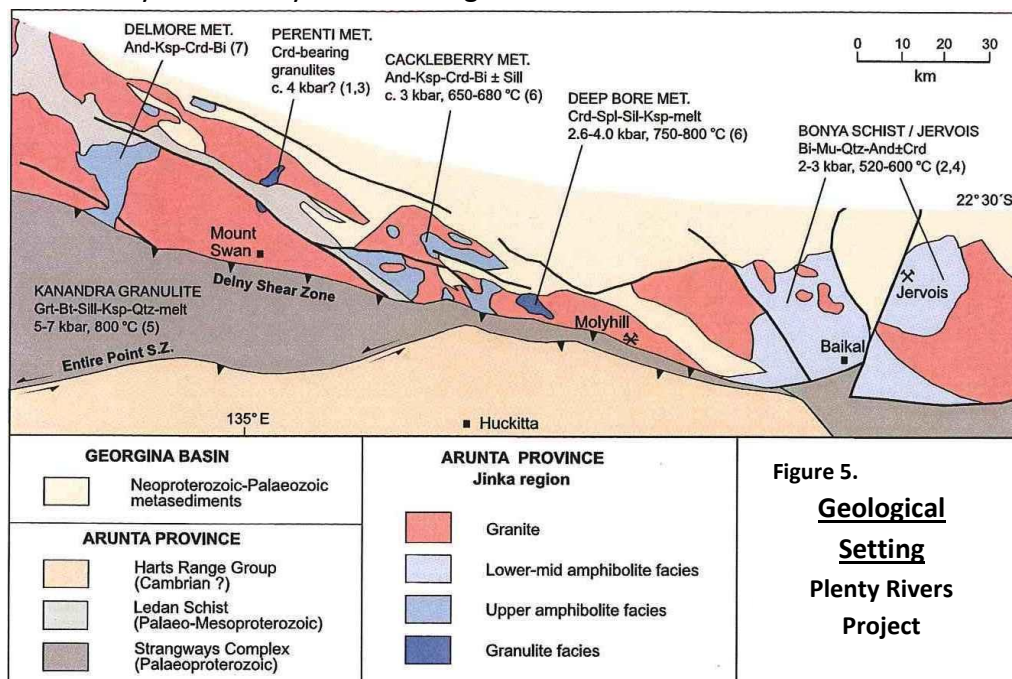 DELMORE MET.
And-Ksp-Crd-Bi (7)
PERENTI MET.
Crd-bearing
granulites
c. 4 kbar? (1,3)
CACKLEBERRY MET.
And-Ksp-Crd-Bi ± Sill
c. 3 kbar, 650-680 °C (6)
DEEP BORE MET.
Crd-Spl-Sil-Ksp-melt
2.6-4.0 kbar, 750-800 °C (6)
0 10 20 30
km
BONYA SCHIST / JERVOIS
Bi-Mu-Qtz-And±Crd
2-3 kbar, 520-600 °C (2,4)
22° 30´S
Mount
Swan
Delny Shear Zone
KANANDRA GRANULITE
Grt-Bt-Sill-Ksp-Qtz-melt
5-7 kbar, 800 °C (5)
Entire Point S.Z.
Molyhill
Jervois
Baikal
135° E
Huckitta
GEORGINA BASIN
Neoproterozoic-Palaeozoic
metasediments
ARUNTA PROVINCE
Harts Range Group
(Cambrian ?)
Ledan Schist
(Palaeo-Mesoproterozoic)
Strangways Complex
(Palaeoproterozoic)
ARUNTA PROVINCE
Jinka region
Granite
Lower-mid amphibolite facies
Upper amphibolite facies
Granulite facies
Figure 5.
Geological
Setting
Plenty Rivers
Project